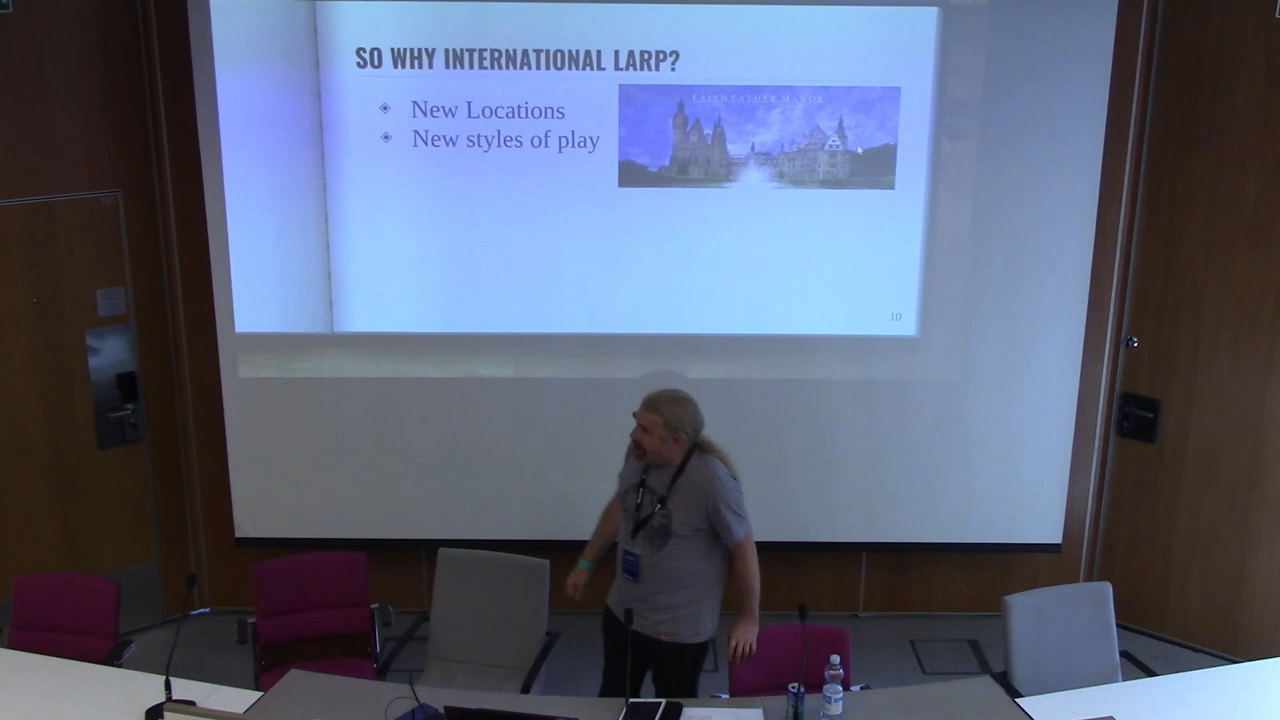 SO WHY INTERNATIONAL LARP?
New Locations
New styles of play
FAIRWEATHER MANOR
10